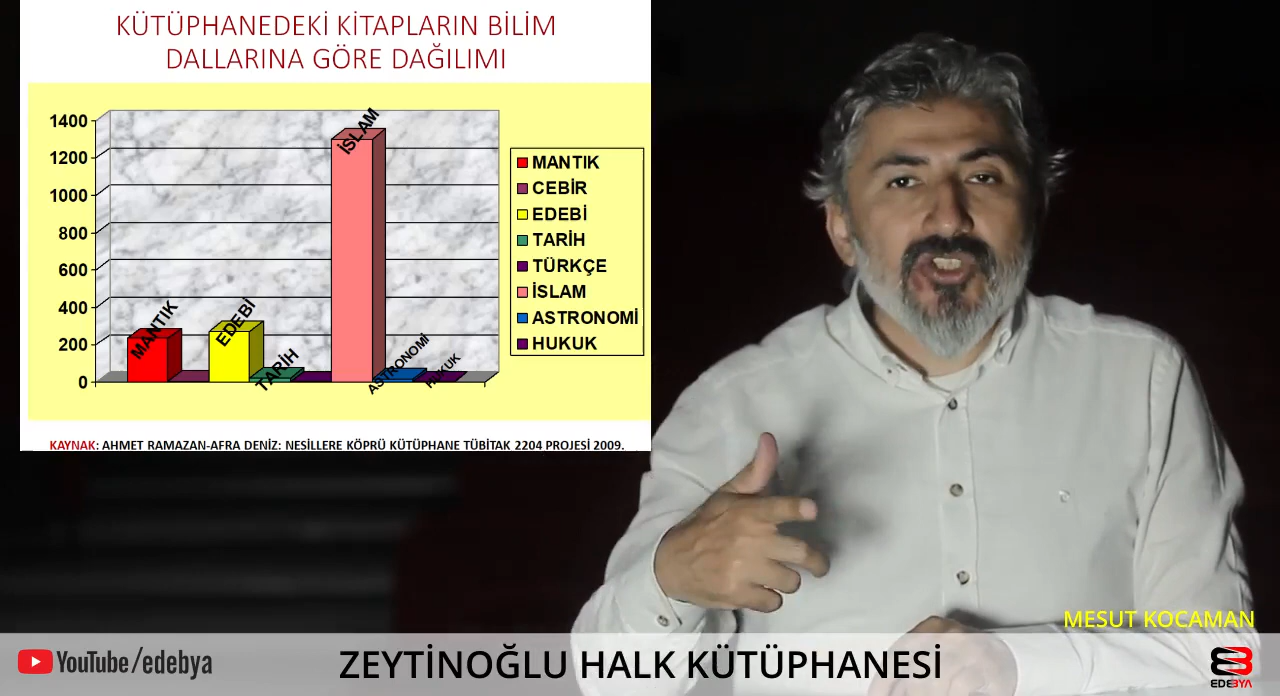 KÜTÜPHANEDEKİ KİTAPLARIN BİLİM
DALLARINA GÖRE DAĞILIMI
1400
1200
1000
800
600
400
200
0
MANTIK
EDEBİ
TARİH
İSLAM
ASTRONOMİ
HUKUK
MANTIK
CEBİR
EDEBİ
TARİH
TÜRKÇE
İSLAM
ASTRONOMİ
HUKUK
KAYNAK: AHMET RAMAZAN-AFRA DENİZ: NESİLLERE KÖPRÜ KÜTÜPHANE TÜBİTAK 2204 PROJESİ 2009.
MESUT KOCAMAN
YouTube/edebya
ZEYTİNOĞLU HALK KÜTÜPHANESİ
EDEBYA